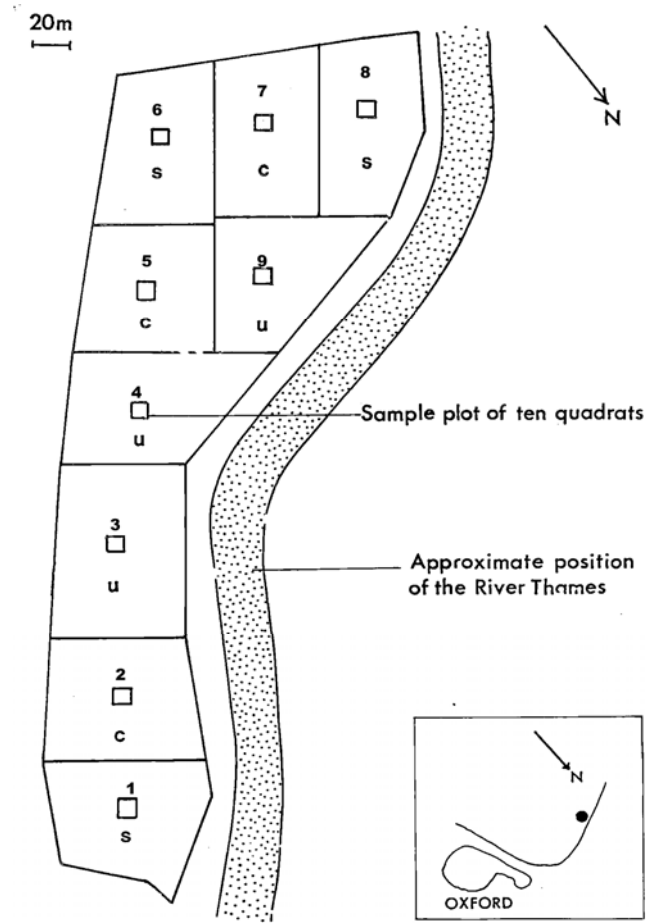 20m
N
8
7
6
S
C
S
5
9
C
U
4
Sample plot of ten quadrats
U
3
Approximate position
of the River Thames
U
2
C
N
1
S
OXFORD